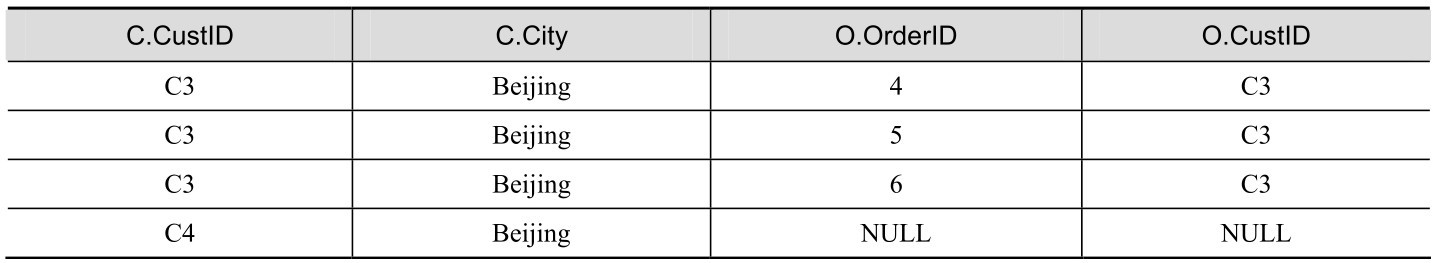 C.CustID C.City O.OrderID O.CustID
C3 Beijing 4 C3
C3 Beijing 5 C3
C3 Beijing 6 C3
C4 Beijing NULL NULL